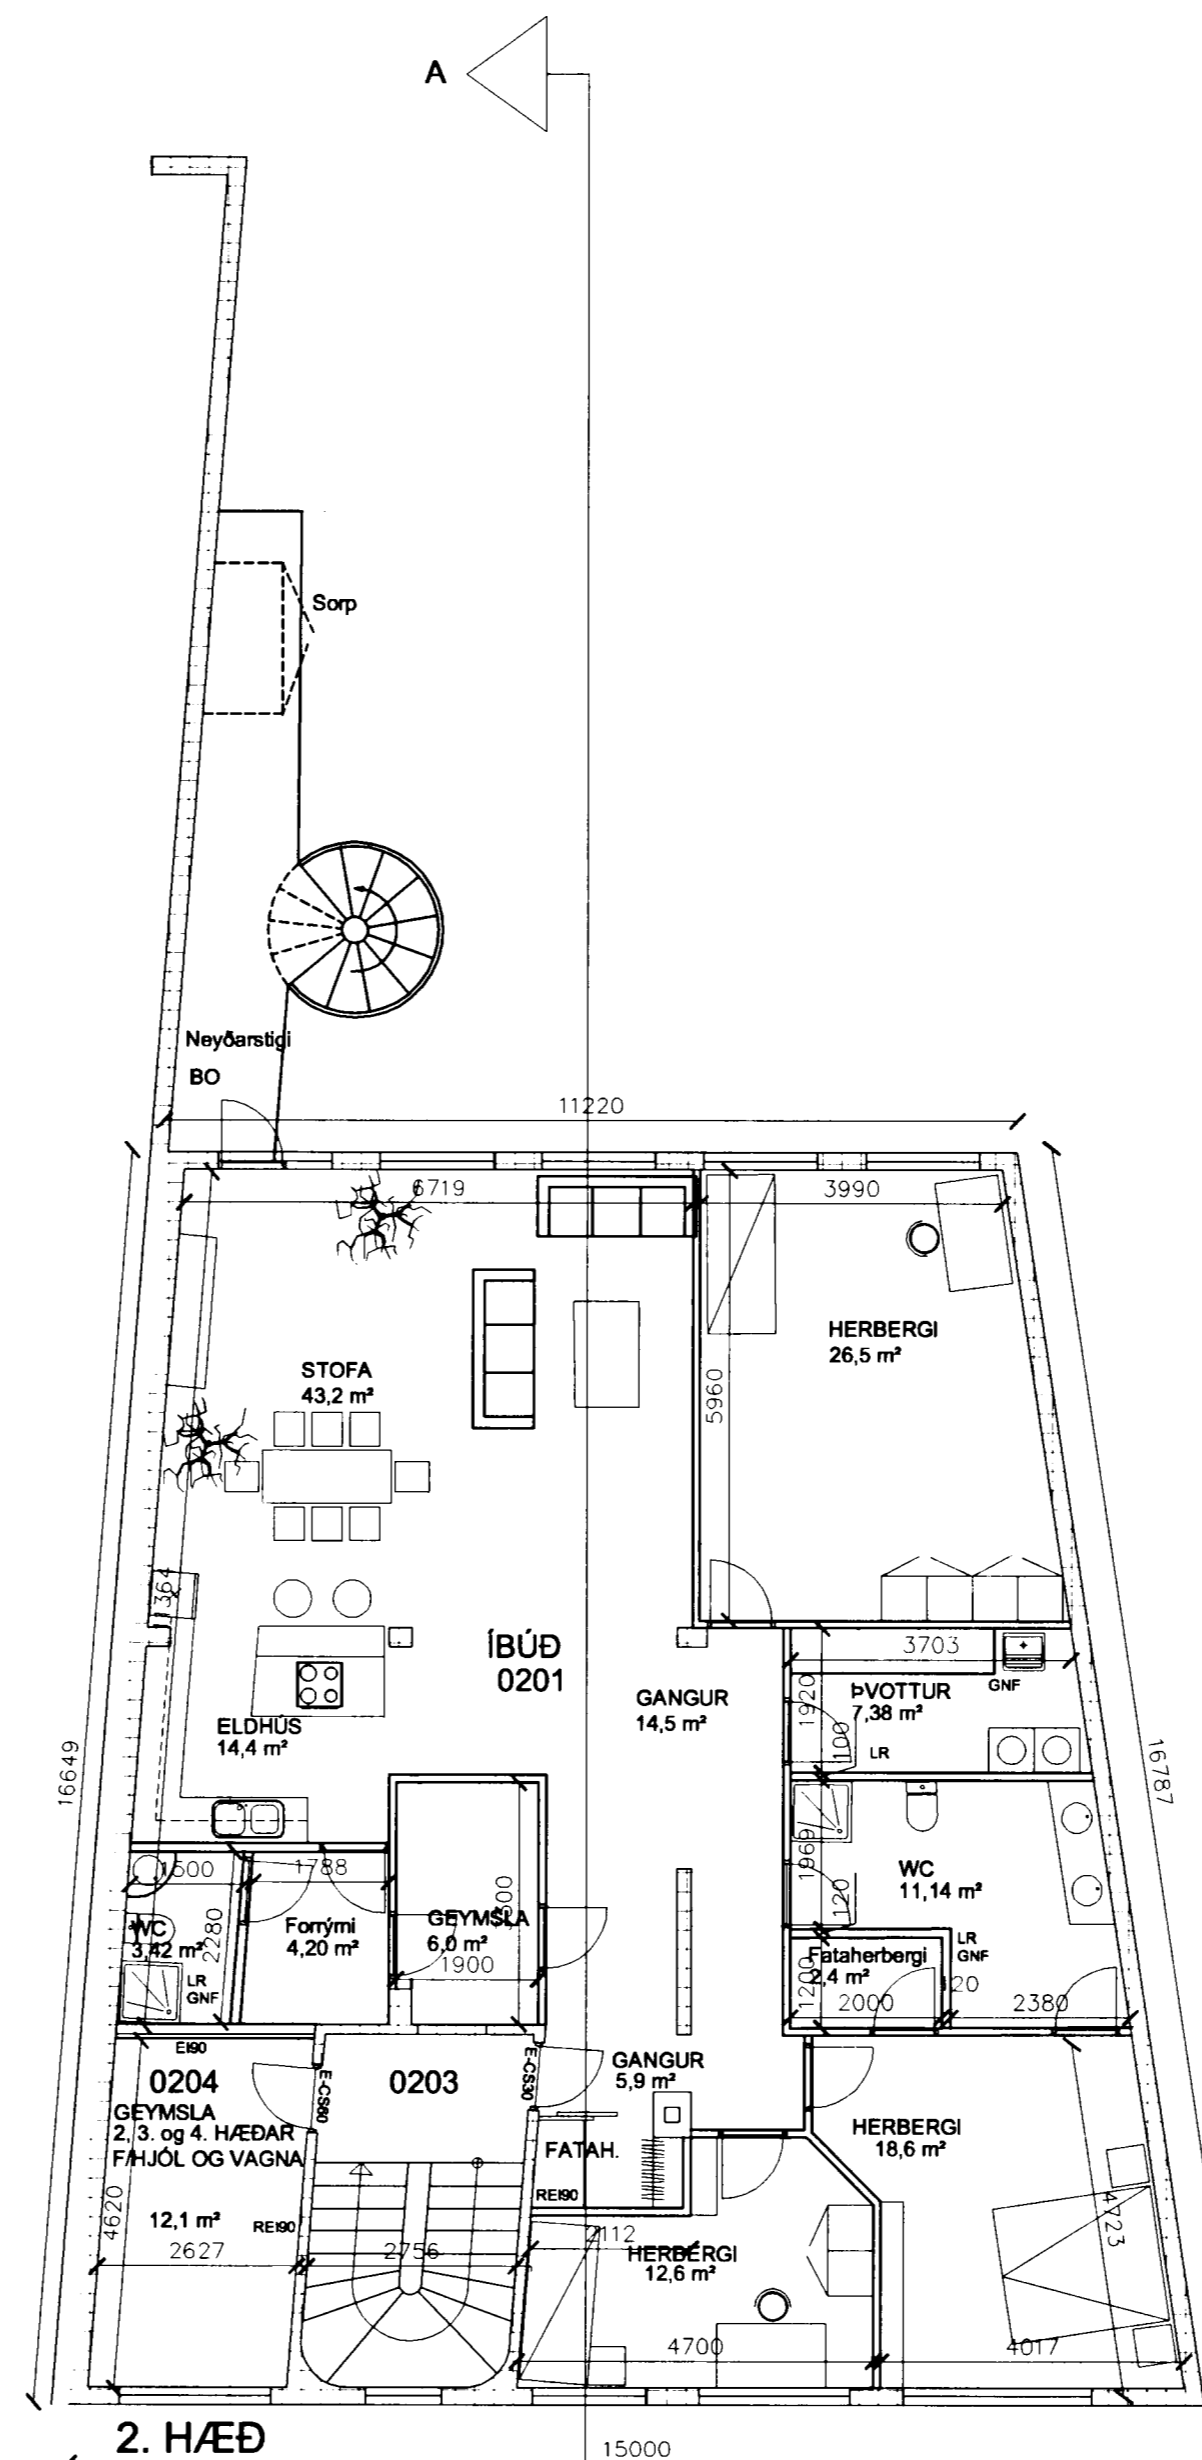 A
Sorp
Neyðarstigi
BO
11220
6719
3990
HERBERGI
26,5 m²
STOFA
43,2 m²
5960
1364
ÍBÚÐ
0201
3703
GNF
GANGUR
14,5 m²
ÞVOTTUR
7,38 m²
1920
100
LR
ELDHÚS
14,4 m²
16649
16787
1500
1788
1969
WC
11,14 m²
120
WC
3,42 m²
2280
Forrými
4,20 m²
GEYMSLA
6,0 m²
1900
LR
GNF
LR
GNF
Fataherbergi
2,4 m²
1200
2000
2380
EI90
0204
E-CS60
0203
E-CS30
GANGUR
5,9 m²
GEYMSLA
2, 3. og 4. HÆÐAR
F/HJÓL OG VAGNA
HERBERGI
18,6 m²
FATAH.
4620
12,1 m²
REI90
REI90
2627
2756
2112
HERBERGI
12,6 m²
4723
4700
4017
2. HÆÐ
15000